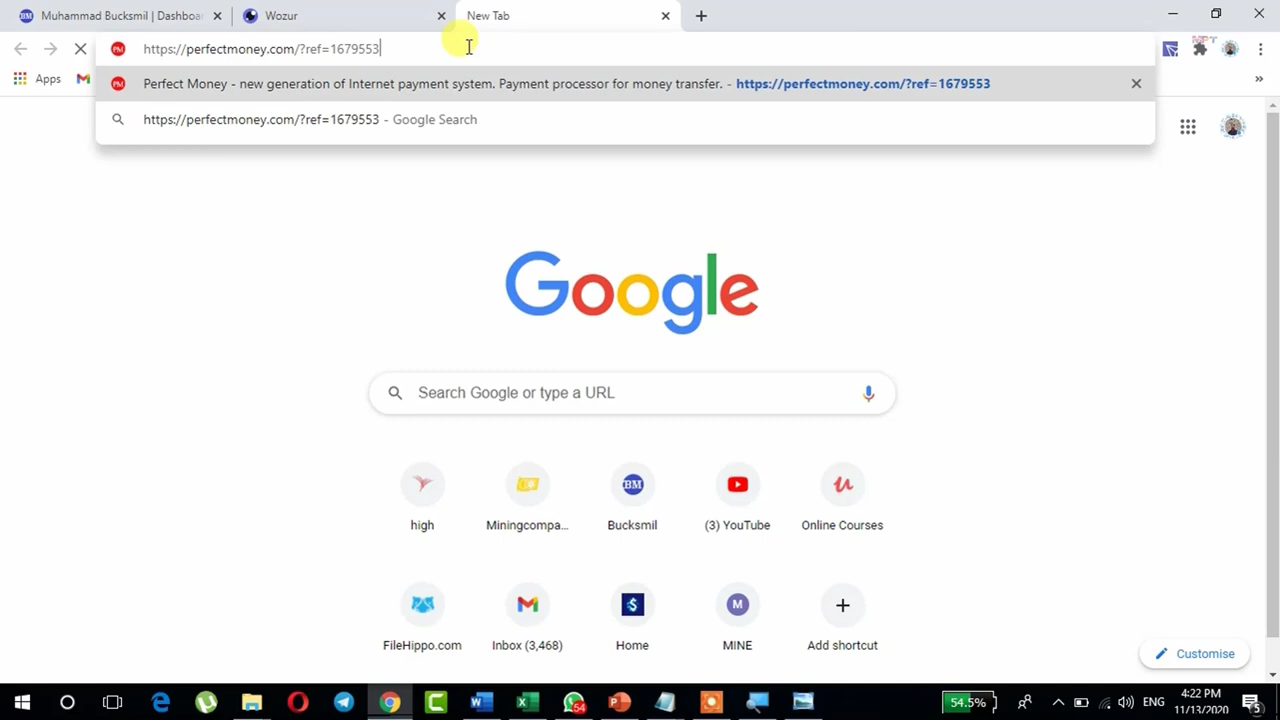 Muhammad Bucksmil | Dashboa
Wozur
New Tab
https://perfectmoney.com/?ref=1679553
Apps
Perfect Money - new generation of Internet payment system. Payment processor for money transfer. - https://perfectmoney.com/?ref=1679553
https://perfectmoney.com/?ref=1679553 - Google Search
Google
Search Google or type a URL
high
Miningcompa...
BM
Bucksmil
(3) YouTube
Online Courses
FileHippo.com
Inbox (3,468)
Home
M
MINE
Add shortcut
Customise
54
54.5%
ENG
4:22 PM
11/13/2020
5